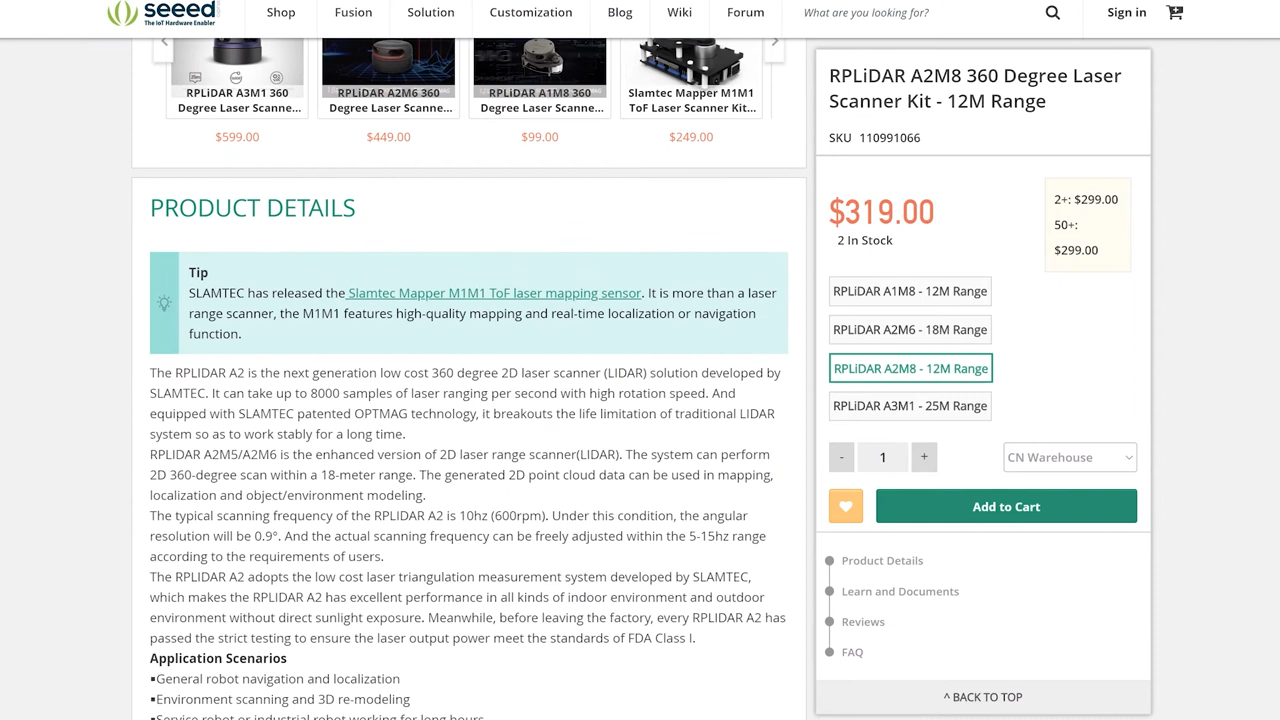 seeed
The IoT Hardware Enabler
Shop
Fusion
Solution
Customization
Blog
Wiki
Forum
What are you looking for?
Sign in
RPLiDAR A3M1 360
Degree Laser Scanne...
$599.00
RPLiDAR A2M6 360
Degree Laser Scanne...
$449.00
RPLiDAR A1M8 360
Degree Laser Scanne...
$99.00
Slamtec Mapper M1M1
ToF Laser Scanner Kit...
$249.00
PRODUCT DETAILS
Tip
SLAMTEC has released the Slamtec Mapper M1M1 ToF laser mapping sensor. It is more than a laser
range scanner, the M1M1 features high-quality mapping and real-time localization or navigation
function.
The RPLIDAR A2 is the next generation low cost 360 degree 2D laser scanner (LIDAR) solution developed by
SLAMTEC. It can take up to 8000 samples of laser ranging per second with high rotation speed. And
equipped with SLAMTEC patented OPTMAG technology, it breakouts the life limitation of traditional LIDAR
system so as to work stably for a long time.
RPLIDAR A2M5/A2M6 is the enhanced version of 2D laser range scanner(LIDAR). The system can perform
2D 360-degree scan within a 18-meter range. The generated 2D point cloud data can be used in mapping,
localization and object/environment modeling.
The typical scanning frequency of the RPLIDAR A2 is 10hz (600rpm). Under this condition, the angular
resolution will be 0.9°. And the actual scanning frequency can be freely adjusted within the 5-15hz range
according to the requirements of users.
The RPLIDAR A2 adopts the low cost laser triangulation measurement system developed by SLAMTEC,
which makes the RPLIDAR A2 has excellent performance in all kinds of indoor environment and outdoor
environment without direct sunlight exposure. Meanwhile, before leaving the factory, every RPLIDAR A2 has
passed the strict testing to ensure the laser output power meet the standards of FDA Class I.
Application Scenarios
▪General robot navigation and localization
▪Environment scanning and 3D re-modeling
▪Service robot or industrial robot working for long hours
RPLiDAR A2M8 360 Degree Laser
Scanner Kit - 12M Range
SKU 110991066
$319.00
2 In Stock
2+: $299.00
50+:
$299.00
RPLiDAR A1M8 - 12M Range
RPLiDAR A2M6 - 18M Range
RPLiDAR A2M8 - 12M Range
RPLiDAR A3M1 - 25M Range
- 1 +
CN Warehouse
Add to Cart
Product Details
Learn and Documents
Reviews
FAQ
^ BACK TO TOP